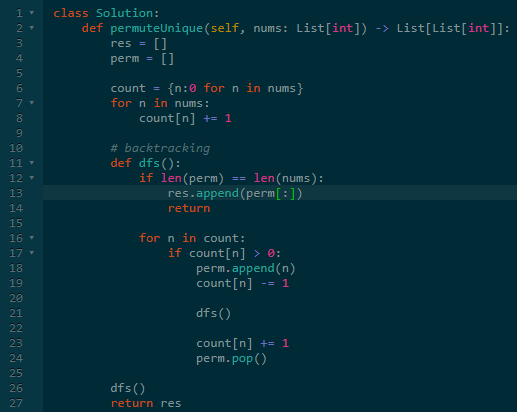 1 class Solution:
2     def permuteUnique(self, nums: List[int]) -> List[List[int]]:
3         res = []
4         perm = []
5
6         count = {n:0 for n in nums}
7         for n in nums:
8             count[n] += 1
9
10         # backtracking
11         def dfs():
12             if len(perm) == len(nums):
13                 res.append(perm[:])
14                 return
15
16             for n in count:
17                 if count[n] > 0:
18                     perm.append(n)
19                     count[n] -= 1
20
21                     dfs()
22
23                     count[n] += 1
24                     perm.pop()
25
26         dfs()
27         return res